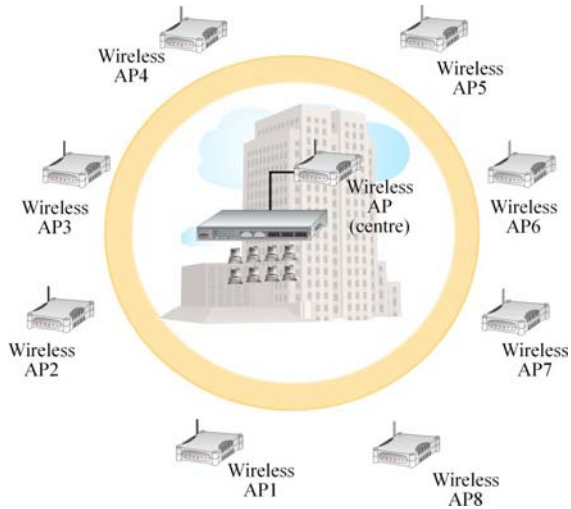 Wireless
AP4
Wireless
AP5
Wireless
AP3
Wireless
AP
(centre)
Wireless
AP6
Wireless
AP2
Wireless
AP7
Wireless
AP1
Wireless
AP8